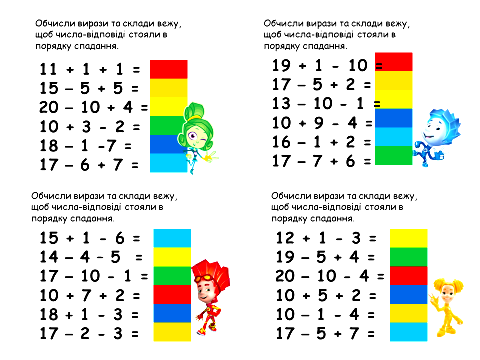 Обчисли вирази та склади вежу,
щоб числа-відповіді стояли в
порядку спадання.
11 + 1 + 1 =
15 – 5 + 5 =
20 – 10 + 4 =
10 + 3 - 2 =
18 – 1 -7 =
17 – 6 + 7 =
Обчисли вирази та склади вежу,
щоб числа-відповіді стояли в
порядку спадання.
19 + 1 - 10 =
17 – 5 + 2 =
13 – 10 - 1 =
10 + 9 - 4 =
16 – 1 + 2 =
17 – 7 + 6 =
Обчисли вирази та склади вежу,
щоб числа-відповіді стояли в
порядку спадання.
15 + 1 - 6 =
14 – 4 – 5 =
17 – 10 - 1 =
10 + 7 + 2 =
18 + 1 - 3 =
17 – 2 - 3 =
Обчисли вирази та склади вежу,
щоб числа-відповіді стояли в
порядку спадання.
12 + 1 - 3 =
19 – 5 + 4 =
20 – 10 - 4 =
10 + 5 + 2 =
10 – 1 - 4 =
17 – 5 + 7 =